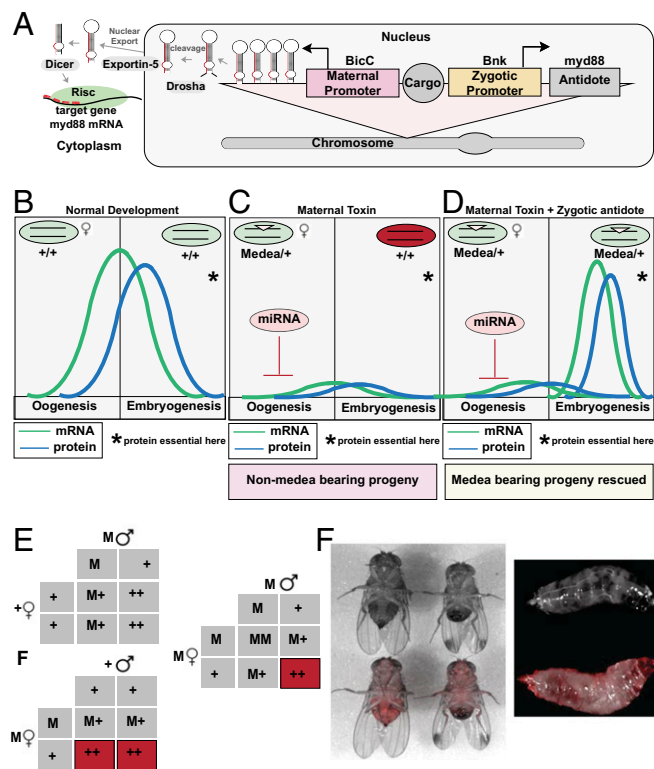 A
Nuclear
Export
Nucleus
cleavage
BicC
Bnk
myd88
Dicer
Exportin-5
Maternal
Promoter
Cargo
Zygotic
Promoter
Antidote
Drosha
Risc
target gene
myd88 mRNA
Cytoplasm
Chromosome
B
Normal Development
♀
+/+
+/+
*
Oogenesis
Embryogenesis
mRNA
protein
* protein essential here
C
Maternal Toxin
♀
Medea/+
+/+
*
miRNA
Oogenesis
Embryogenesis
mRNA
protein
* protein essential here
Non-medea bearing progeny
D
Maternal Toxin + Zygotic antidote
♀
Medea/+
Medea/+
*
miRNA
Oogenesis
Embryogenesis
mRNA
protein
* protein essential here
Medea bearing progeny rescued
E
M♂
M +
+♀
+ M+ ++
+ M+ ++
F
+♂
+ +
M♀
M M+ M+
+ ++ ++
M♂
M +
M♀
M MM M+
+ M+ ++
F